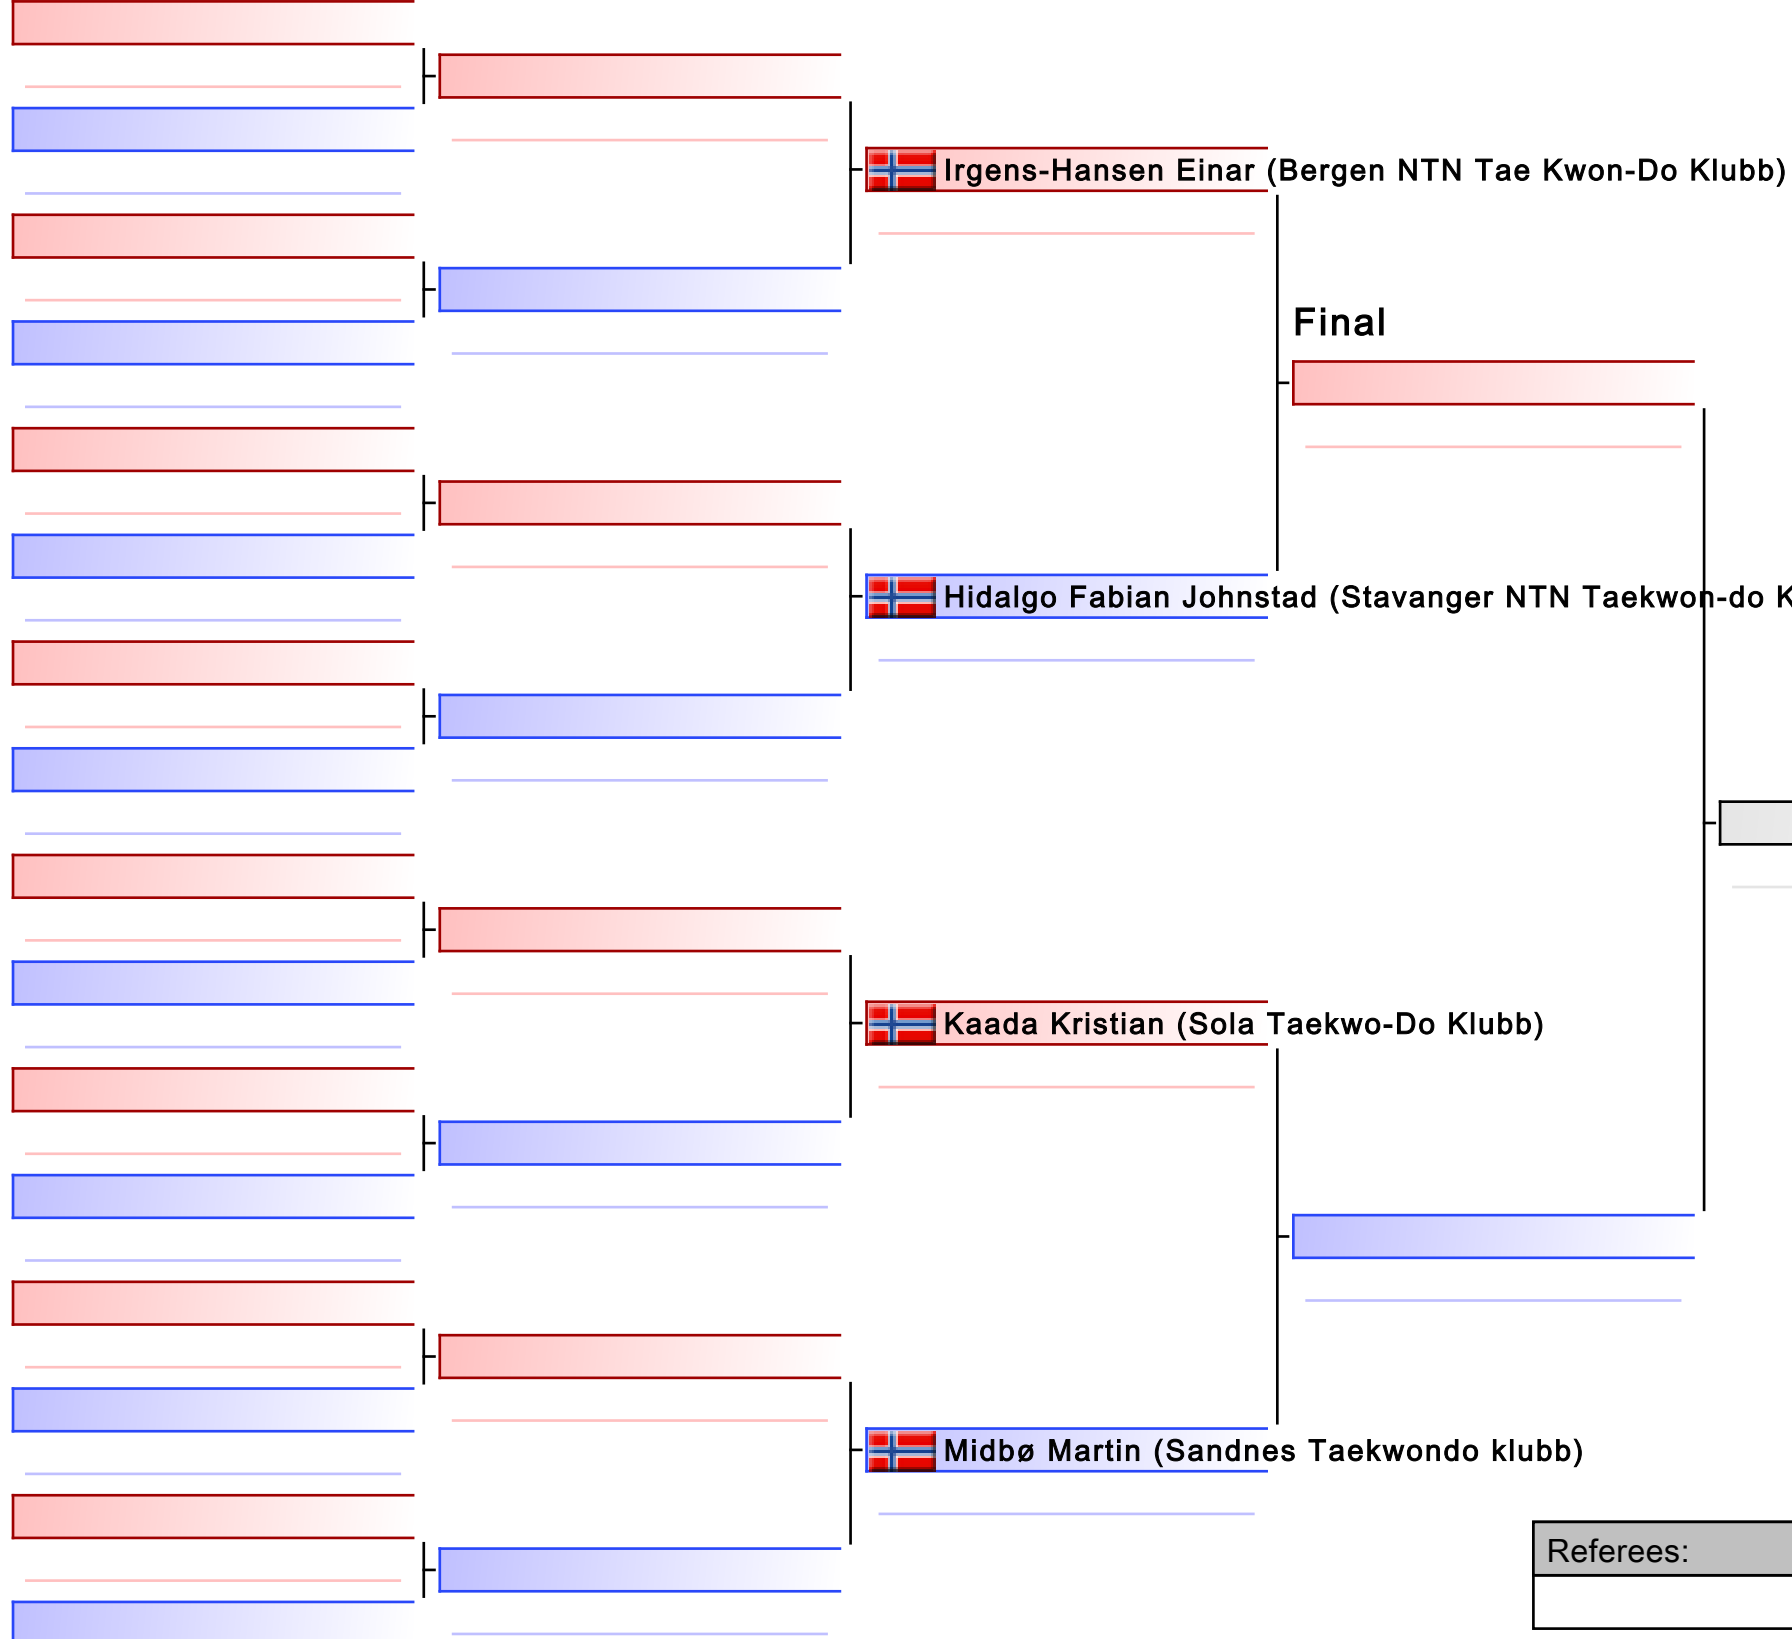 Irgens-Hansen Einar (Bergen NTN Tae Kwon-Do Klubb)
Final
Hidalgo Fabian Johnstad (Stavanger NTN Taekwon-do K
Kaada Kristian (Sola Taekwo-Do Klubb)
Midbø Martin (Sandnes Taekwondo klubb)
Referees: